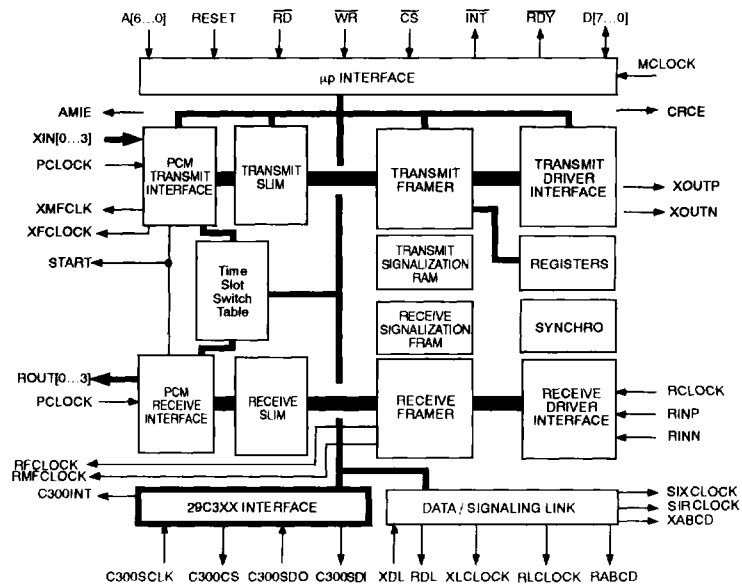 A[6...0] RESET RD WR CS INT RDY D[7...0]
µp INTERFACE
MCLOCK
AMIE
CRCE
XIN[0...3]
PCLOCK
XMFCLK
XFCLOCK
START
PCM
TRANSMIT
INTERFACE
TRANSMIT
SLIM
TRANSMIT
FRAMER
TRANSMIT
DRIVER
INTERFACE
XOUTP
XOUTN
Time
Slot
Switch
Table
TRANSMIT
SIGNALIZATION
RAM
REGISTERS
RECEIVE
SIGNALIZATION
FRAM
SYNCHRO
ROUT[0...3]
PCLOCK
PCM
RECEIVE
INTERFACE
RECEIVE
SLIM
RECEIVE
FRAMER
RECEIVE
DRIVER
INTERFACE
RCLOCK
RINP
RINN
RFCLOCK
RMFCLOCK
C300INT
29C3XX INTERFACE
DATA / SIGNALING LINK
SIXCLOCK
SIRCLOCK
XABCD
C300SCLK C300CS C300SDO C300SDI XDL RDL XLCLOCK RLCLOCK RABCD